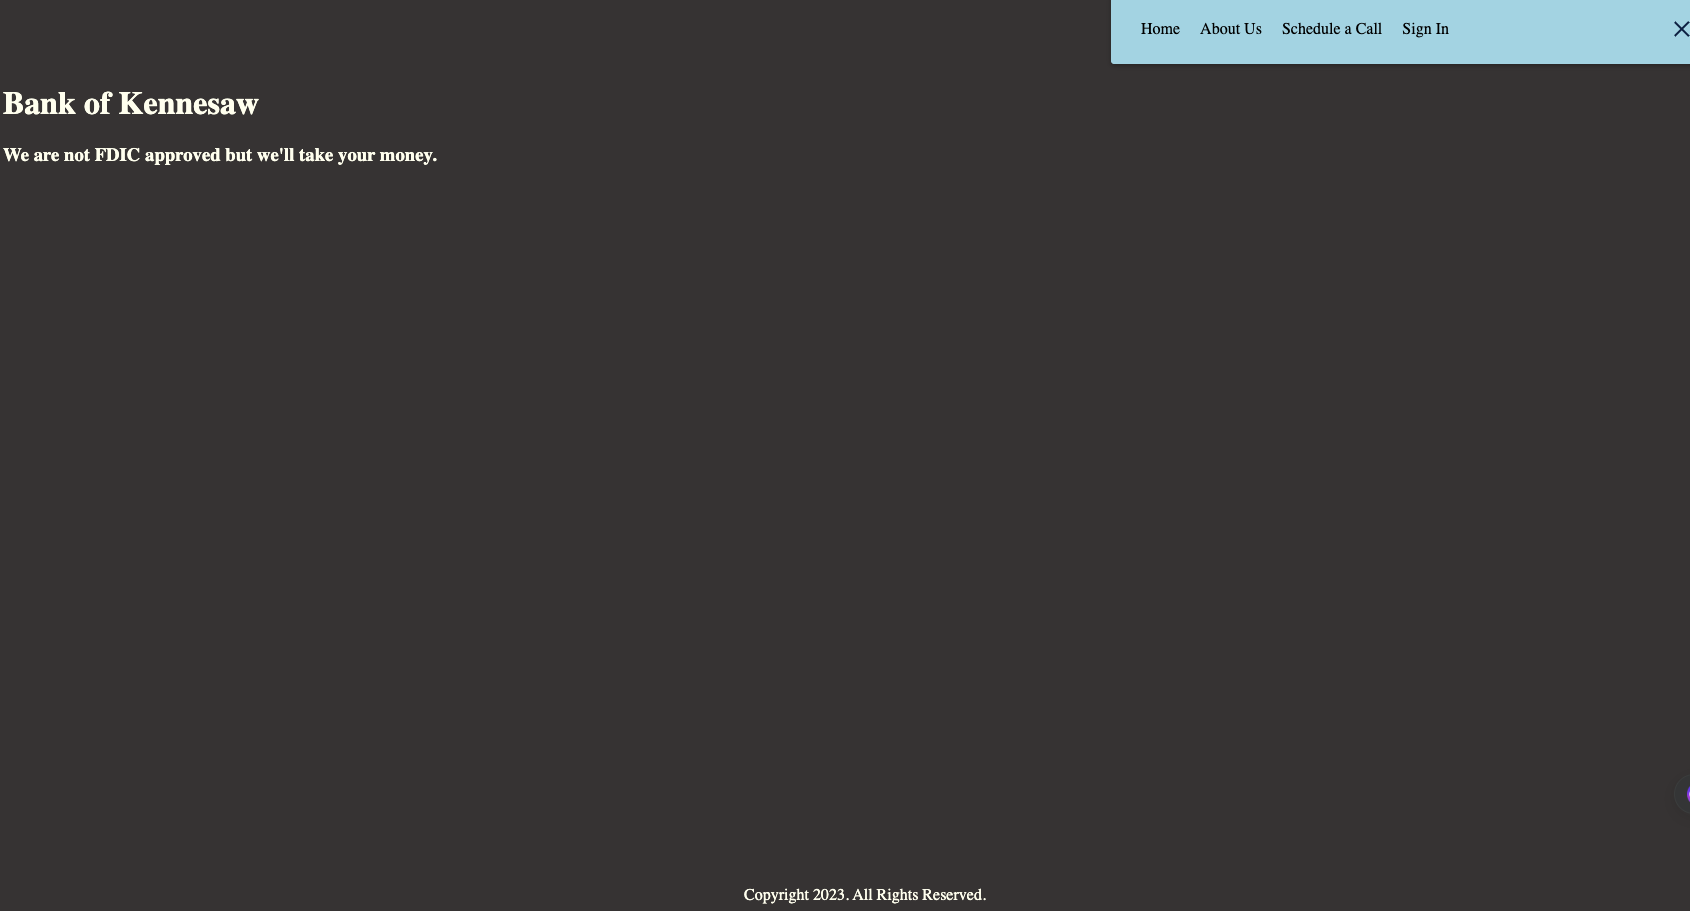 Home About Us Schedule a Call Sign In
Bank of Kennesaw
We are not FDIC approved but we'll take your money.
Copyright 2023. All Rights Reserved.